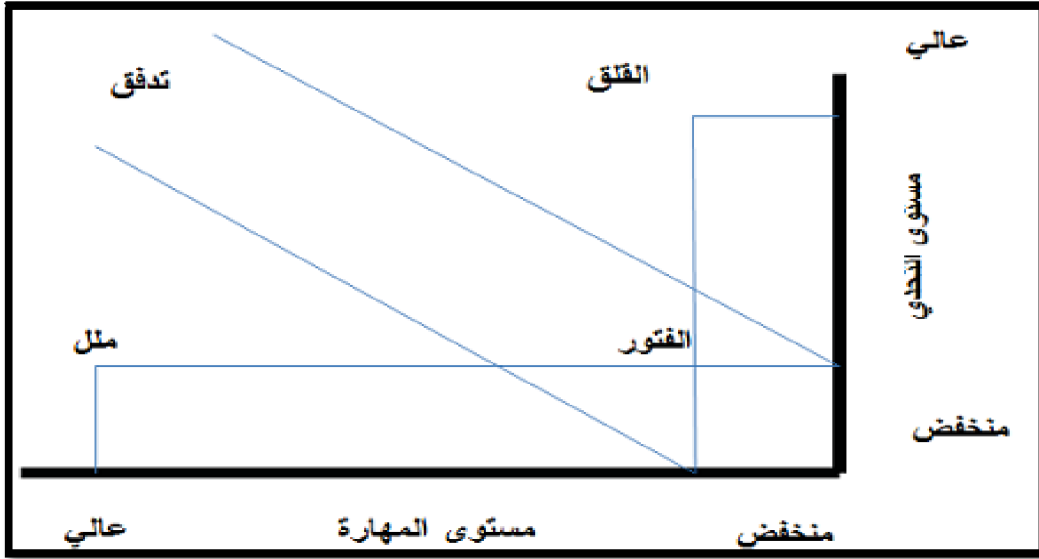 عالي
القلق
تدفق
مستوى التحدي
ملل
الفتور
منخفض
منخفض
مستوى المهارة
عالي